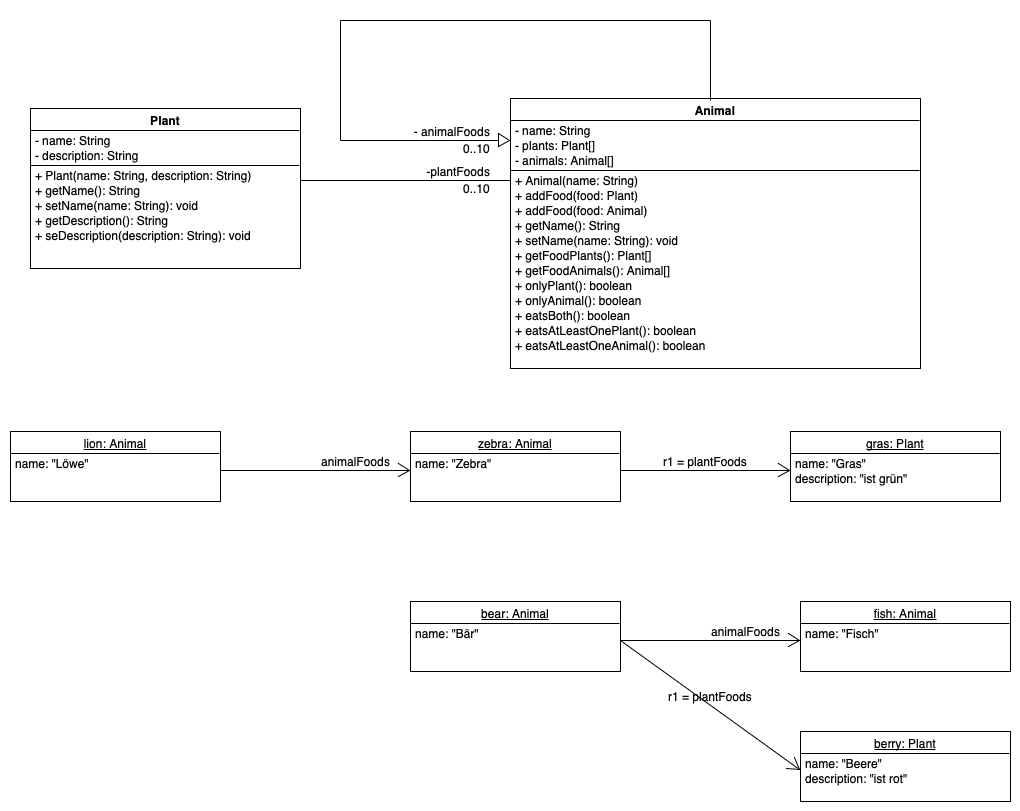 Plant
- name: String
- description: String
+ Plant(name: String, description: String)
+ getName(): String
+ setName(name: String): void
+ getDescription(): String
+ seDescription(description: String): void
- animalFoods
0..10
-plantFoods
0..10
Animal
- name: String
- plants: Plant[]
- animals: Animal[]
+ Animal(name: String)
+ addFood(food: Plant)
+ addFood(food: Animal)
+ getName(): String
+ setName(name: String): void
+ getFoodPlants(): Plant[]
+ getFoodAnimals(): Animal[]
+ onlyPlant(): boolean
+ onlyAnimal(): boolean
+ eatsBoth(): boolean
+ eatsAtLeastOnePlant(): boolean
+ eatsAtLeastOneAnimal(): boolean
lion: Animal
name: "Löwe"
animalFoods
zebra: Animal
name: "Zebra"
r1 = plantFoods
gras: Plant
name: "Gras"
description: "ist grün"
bear: Animal
name: "Bär"
animalFoods
fish: Animal
name: "Fisch"
r1 = plantFoods
berry: Plant
name: "Beere"
description: "ist rot"